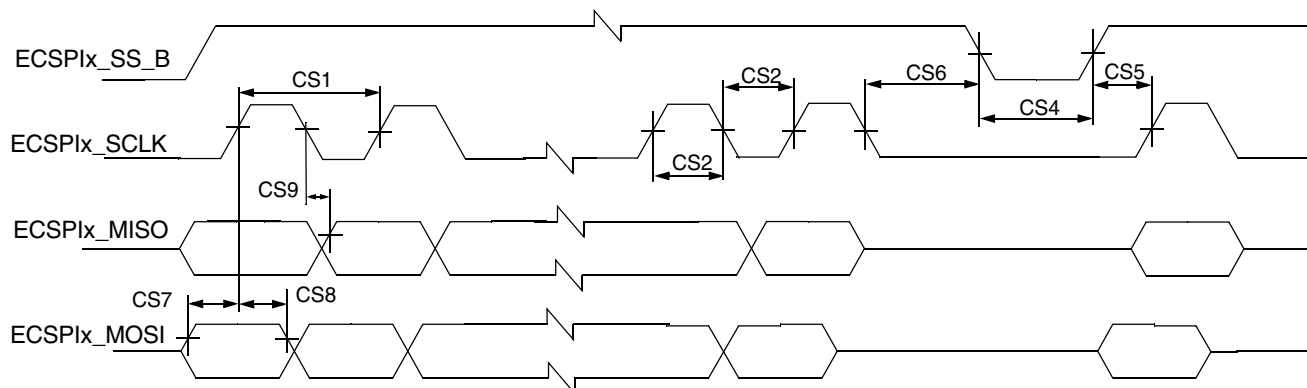 ECSPIx_SS_B
CS1
CS2
CS6
CS5
CS4
ECSPIx_SCLK
CS2
CS9
ECSPIx_MISO
CS7
CS8
ECSPIx_MOSI